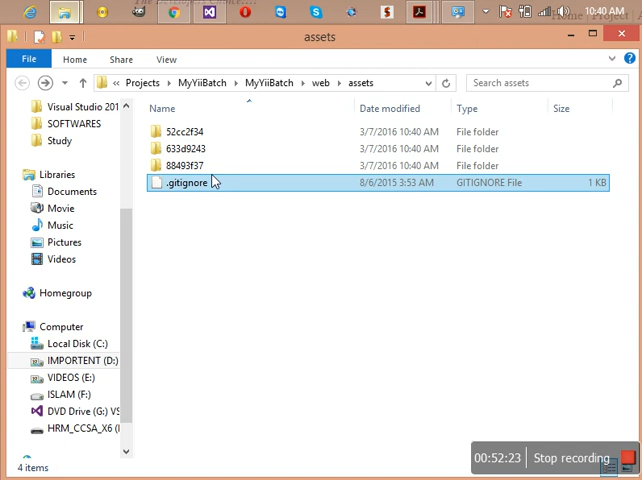 10:40 AM
Home | Project | A
assets
File Home Share View
Projects MyYiiBatch MyYiiBatch web assets
Search assets
Name Date modified Type Size
Visual Studio 201
SOFTWARES
Study
Libraries
Documents
Movie
Music
Pictures
Videos
Homegroup
Computer
Local Disk (C:)
IMPORTENT (D:)
VIDEOS (E:)
ISLAM (F:)
DVD Drive (G:) VS
HRM_CCSA_X6 (
52cc2f34 3/7/2016 10:40 AM File folder
633d9243 3/7/2016 10:40 AM File folder
88493f37 3/7/2016 10:40 AM File folder
.gitignore 8/6/2015 3:53 AM GITIGNORE File 1 KB
00:52:23 Stop recording
4 items